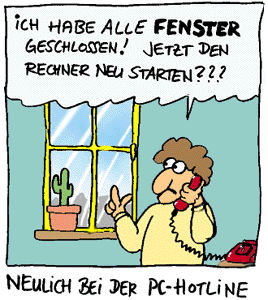 iCH HABE ALLE FENSTER
GESCHLOSSEN! JETZT DEN
RECHNER NEU STARTEN???
NEULICH BEI DER PC-HOTLINE